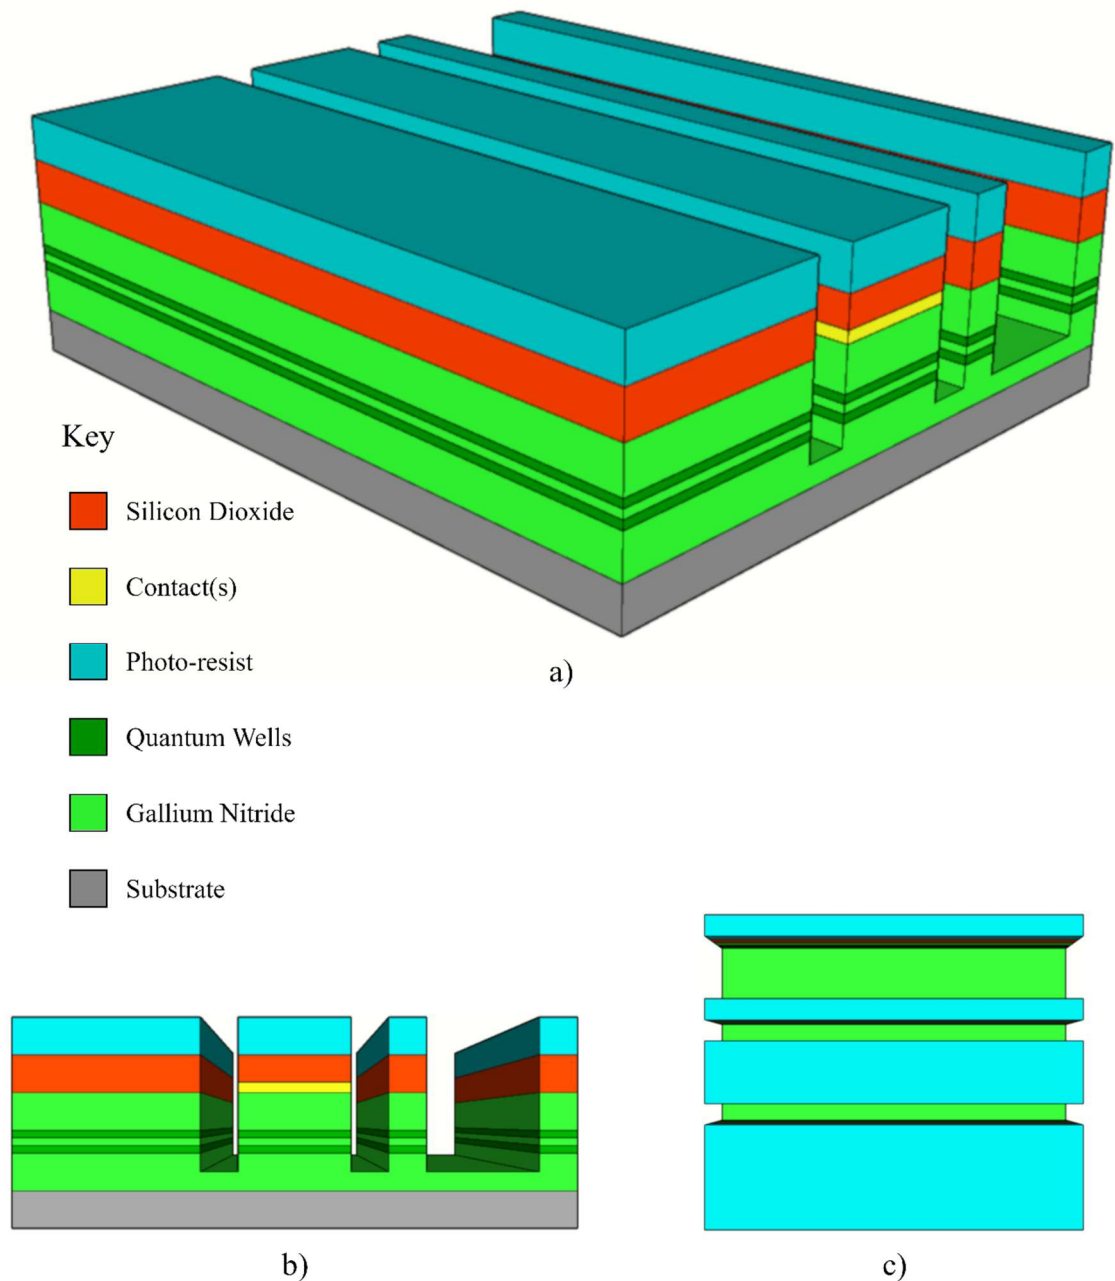 Key
Silicon Dioxide
Contact(s)
Photo-resist
Quantum Wells
Gallium Nitride
Substrate
a)
b)
c)